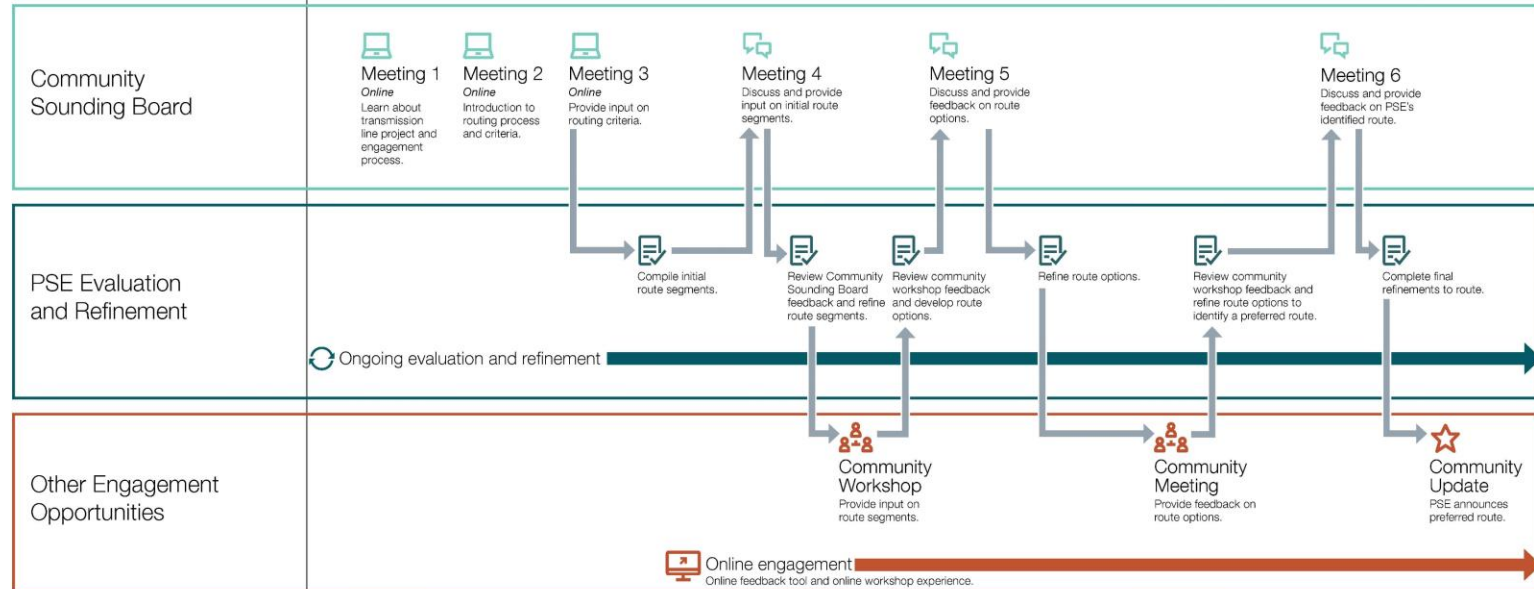 Community
Sounding Board
Meeting 1
Online
Learn about
transmission
line project and
engagement
process.
Meeting 2
Online
Introduction to
routing process
and criteria.
Meeting 3
Online
Provide input on
routing criteria.
Meeting 4
Discuss and provide
input on initial route
segments.
Meeting 5
Discuss and provide
feedback on route
options.
Meeting 6
Discuss and provide
feedback on PSE's
identified route.
PSE Evaluation
and Refinement
Compile initial
route segments.
Review Community
Sounding Board
feedback and refine
route segments.
Review community
workshop feedback
and develop route
options.
Refine route options.
Review community
workshop feedback and
refine route options to
identify a preferred route.
Complete final
refinements to route.
Ongoing evaluation and refinement
Other Engagement
Opportunities
Community
Workshop
Provide input on
route segments.
Community
Meeting
Provide feedback on
route options.
Community
Update
PSE announces
preferred route.
Online engagement
Online feedback tool and online workshop experience.